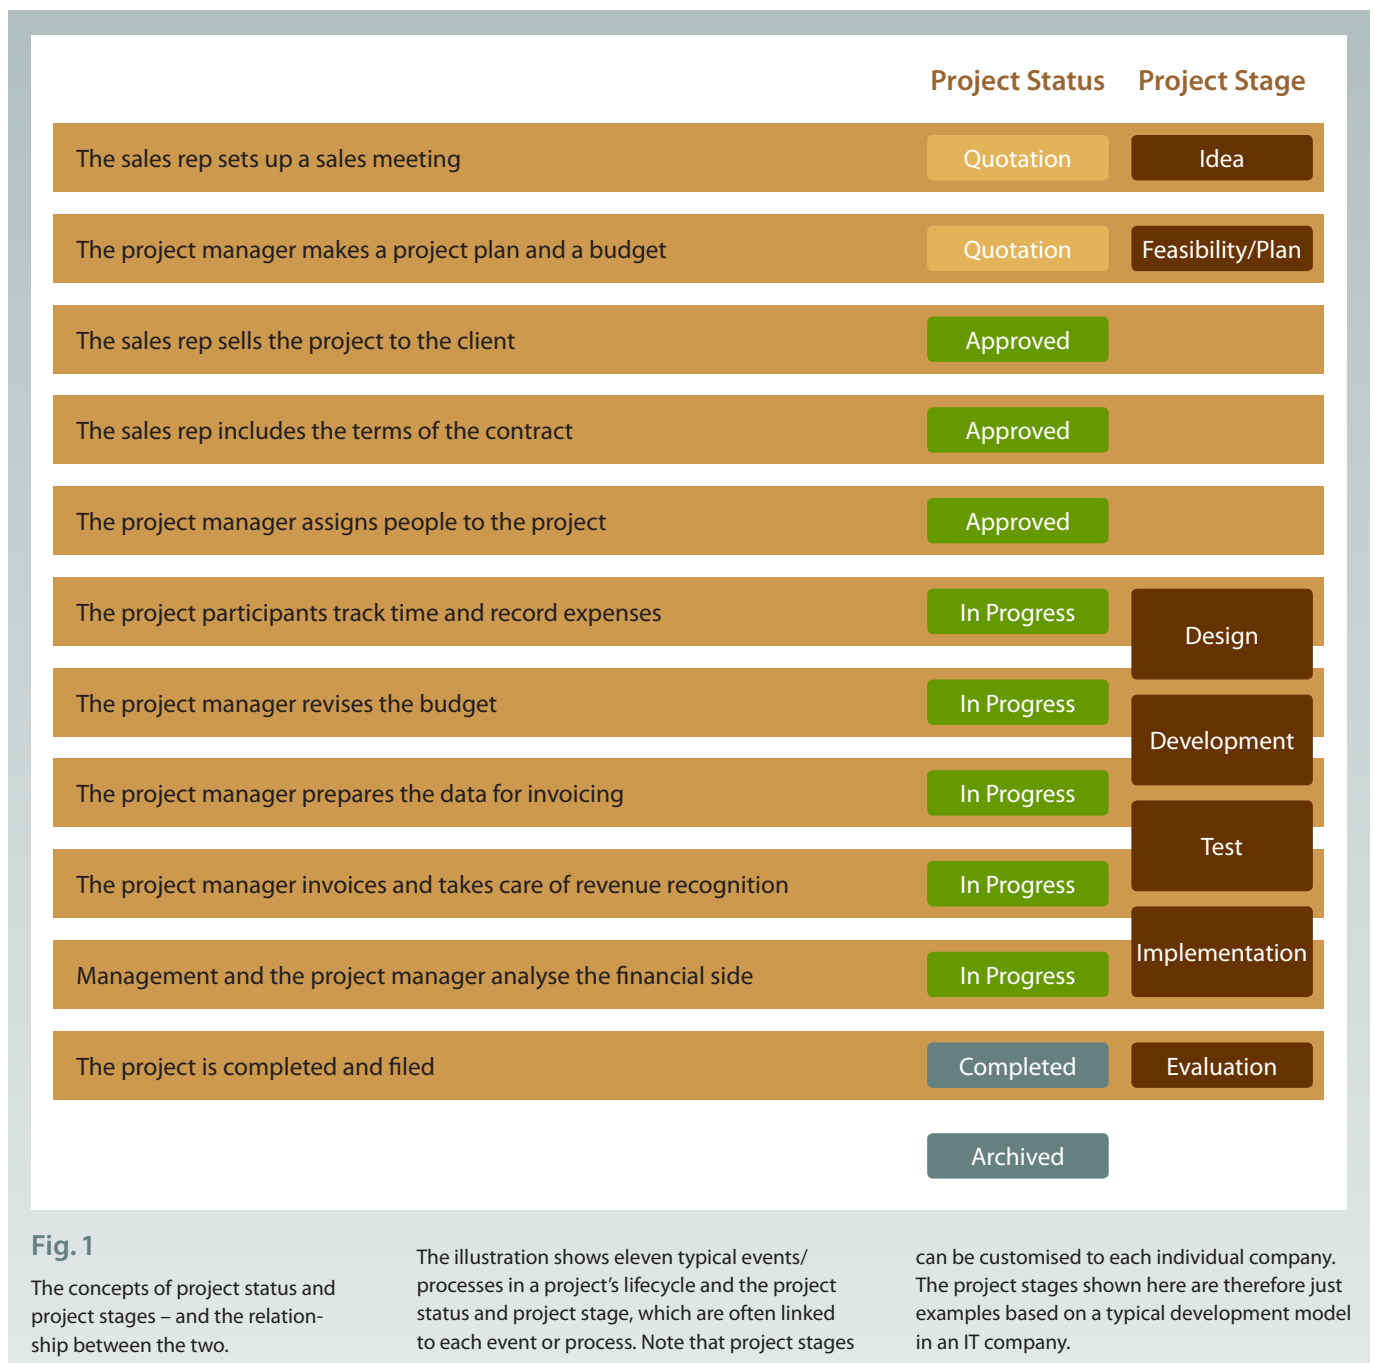 Project Status Project Stage
The sales rep sets up a sales meeting Quotation Idea
The project manager makes a project plan and a budget Quotation Feasibility/Plan
The sales rep sells the project to the client Approved
The sales rep includes the terms of the contract Approved
The project manager assigns people to the project Approved
The project participants track time and record expenses In Progress
Design
The project manager revises the budget In Progress
Development
The project manager prepares the data for invoicing In Progress
Test
The project manager invoices and takes care of revenue recognition In Progress
Implementation
Management and the project manager analyse the financial side In Progress
The project is completed and filed Completed Evaluation
Archived
Fig. 1
The concepts of project status and
project stages – and the relation-
ship between the two.
The illustration shows eleven typical events/
processes in a project’s lifecycle and the project
status and project stage, which are often linked
to each event or process. Note that project stages
can be customised to each individual company.
The project stages shown here are therefore just
examples based on a typical development model
in an IT company.